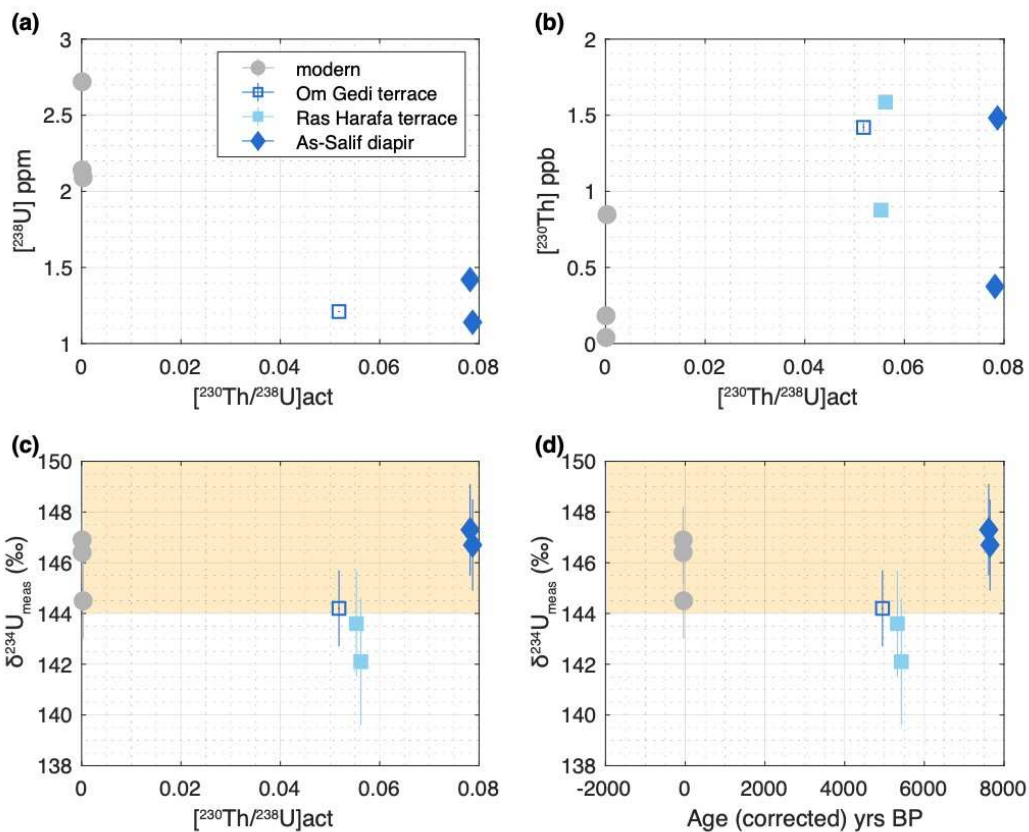 (a)
3
2.5
2
1.5
1
[²³⁸U] ppm
modern
Om Gedi terrace
Ras Harafa terrace
As-Salif diapir
0
0.02
0.04
0.06
0.08
[²³⁰Th/²³⁸U]act
(b)
2
1.5
1
0.5
0
[²³⁰Th] ppb
0
0.02
0.04
0.06
0.08
[²³⁰Th/²³⁸U]act
(c)
150
148
146
144
142
140
138
δ²³⁴U_meas (‰)
0
0.02
0.04
0.06
0.08
[²³⁰Th/²³⁸U]act
(d)
150
148
146
144
142
140
138
δ²³⁴U_meas (‰)
-2000
0
2000
4000
6000
8000
Age (corrected) yrs BP